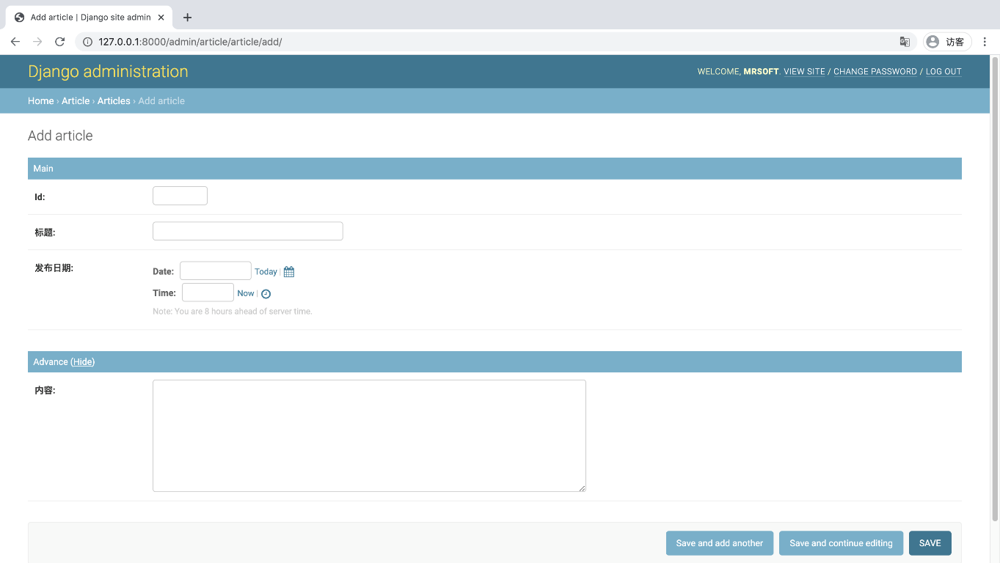 Add article | Django site admin
127.0.0.1:8000/admin/article/article/add/
访客
Django administration
WELCOME, MRSOFT. VIEW SITE / CHANGE PASSWORD / LOG OUT
Home › Article › Articles › Add article
Add article
Main
Id:
标题:
发布日期:
Date: Today |
Time: Now |
Note: You are 8 hours ahead of server time.
Advance (Hide)
内容:
Save and add another Save and continue editing SAVE